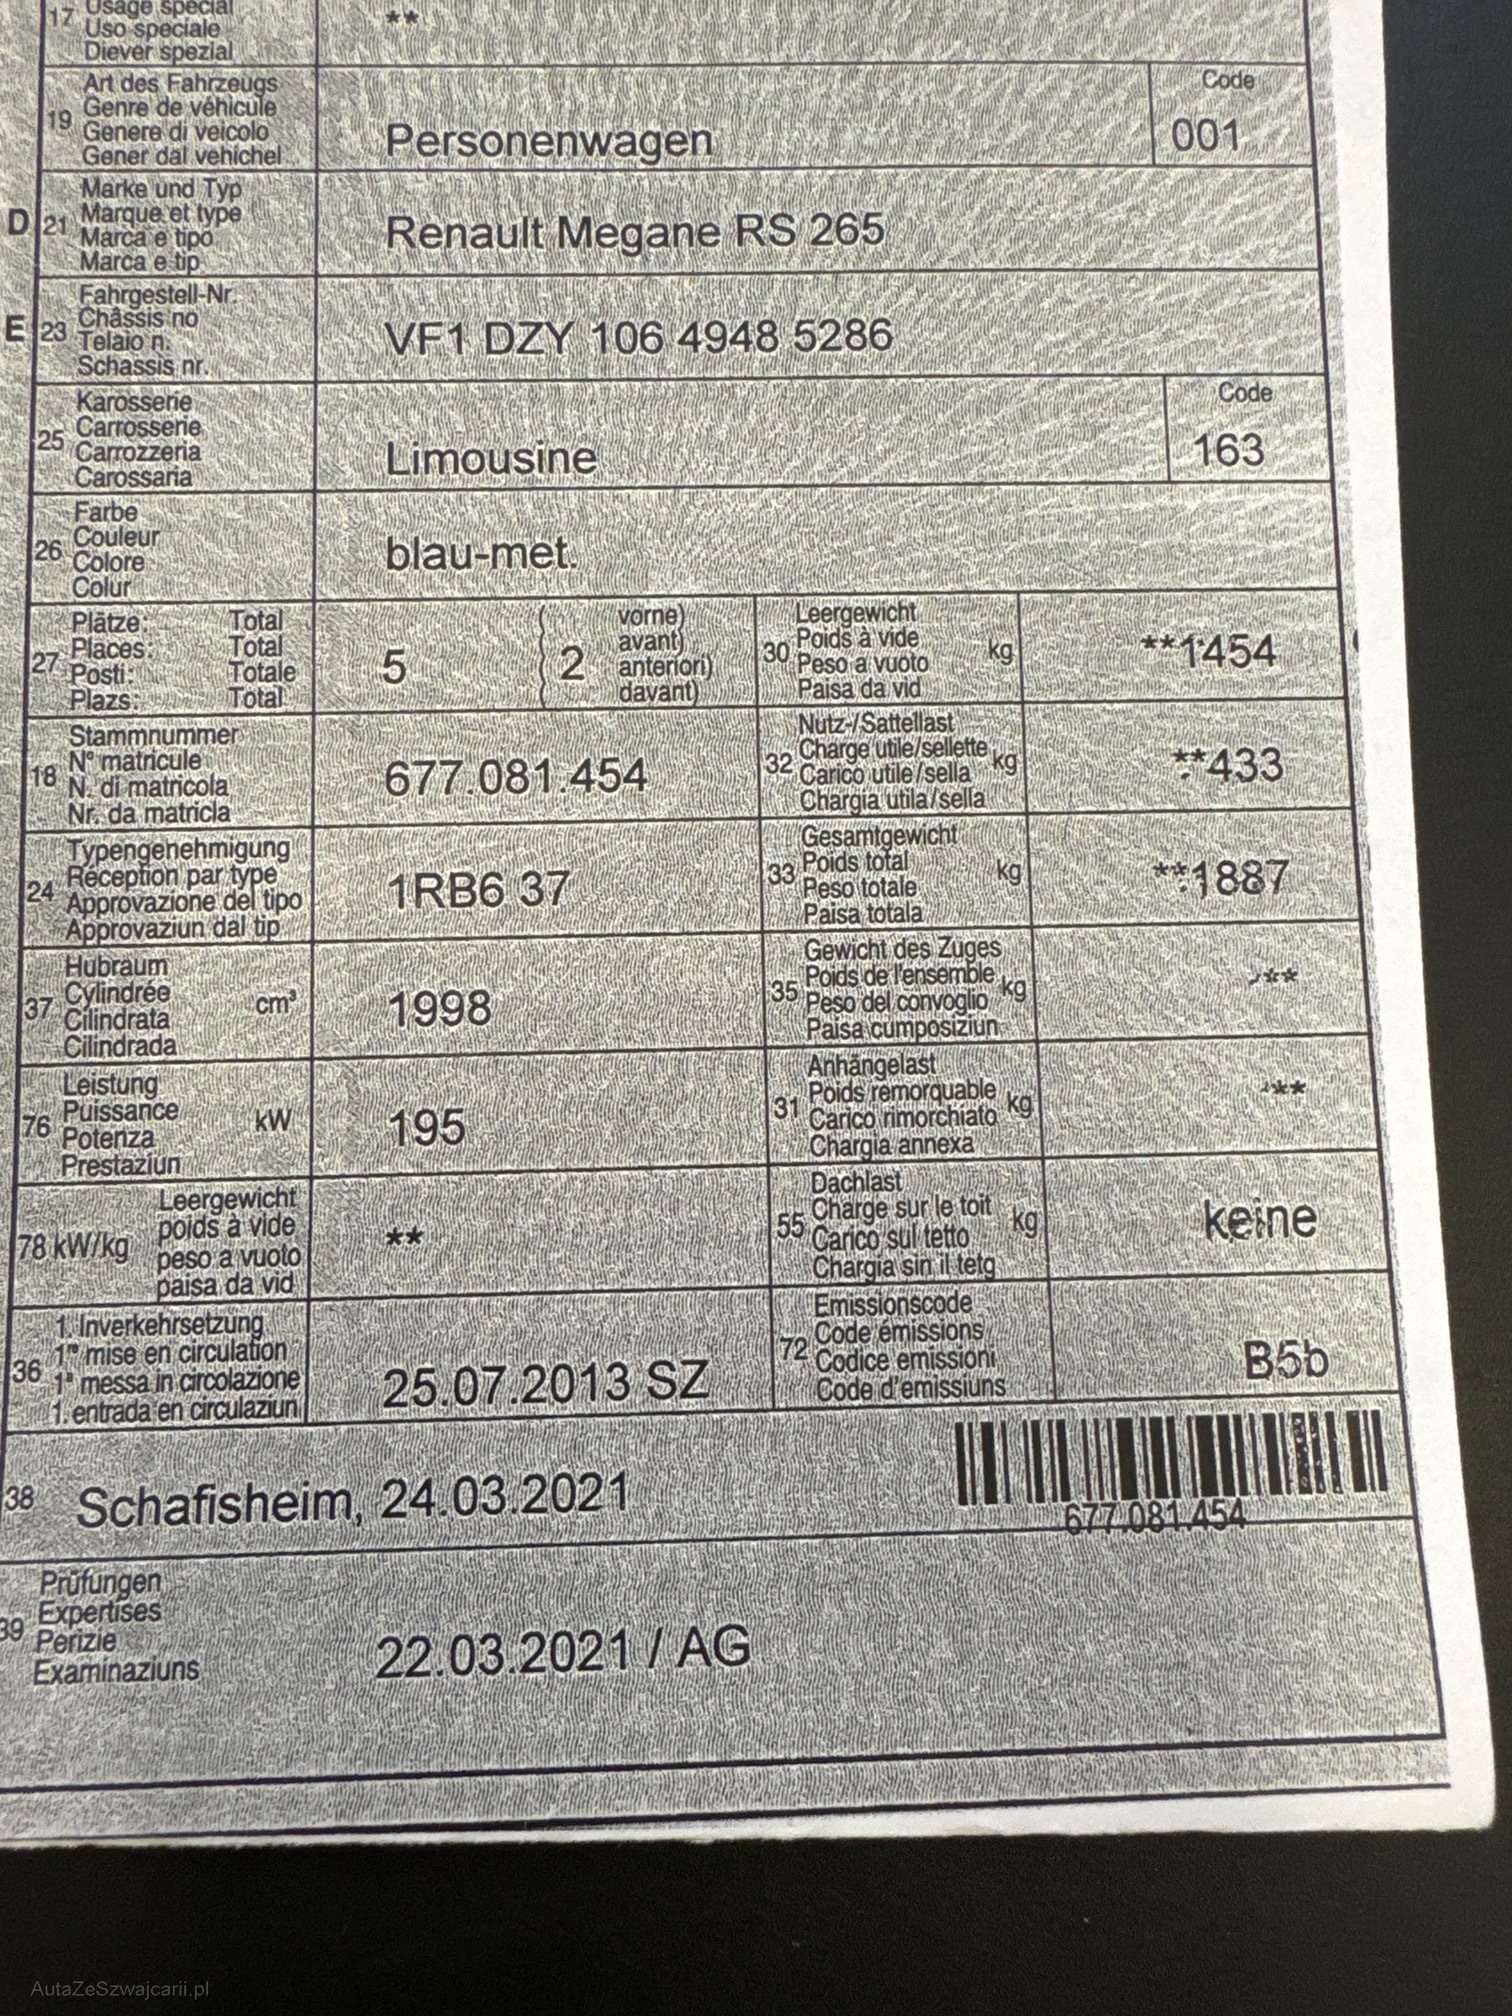 17 Usage spécial **
Uso speciale
Diever spezial
19 Art des Fahrzeugs
Genre de véhicule
Genere di veicolo
Gener dal vehichel
Personenwagen
Code
001
D 21 Marke und Typ
Marque et type
Marca e tipo
Marca e tip
Renault Megane RS 265
E 23 Fahrgestell-Nr.
Châssis no
Telaio n.
Schassis nr.
VF1 DZY 106 4948 5286
25 Karosserie
Carrosserie
Carrozzeria
Carossaria
Limousine
Code
163
26 Farbe
Couleur
Colore
Colur
blau-met.
27 Plätze: Total
Places: Total
Posti: Totale
Plazs: Total
5 ( 2 vorne)
avant)
anteriori)
davant)
30 Leergewicht
Poids à vide
Peso a vuoto
Paisa da vid
kg
**1454
18 Stammnummer
N° matricule
N. di matricola
Nr. da matricla
677.081.454
32 Nutz-/Sattellast
Charge utile/sellette
Carico utile/sella
Chargia utila/sella
kg
**433
24 Typengenehmigung
Réception par type
Approvazione del tipo
Approvaziun dal tip
1RB6 37
33 Gesamtgewicht
Poids total
Peso totale
Paisa totala
kg
**1887
37 Hubraum
Cylindrée
Cilindrata
Cilindrada
cm³
1998
35 Gewicht des Zuges
Poids de l'ensemble
Peso del convoglio
Paisa cumposiziun
kg
**
76 Leistung
Puissance
Potenza
Prestaziun
kW
195
31 Anhängelast
Poids remorquable
Carico rimorchiato
Chargia annexa
kg
**
78 kW/kg Leergewicht
poids à vide
peso a vuoto
paisa da vid
**
55 Dachlast
Charge sur le toit
Carico sul tetto
Chargia sin il tetg
kg
keine
36 1. Inverkehrsetzung
1re mise en circulation
1a messa in circolazione
1. entrada en circulaziun
25.07.2013 SZ
72 Emissionscode
Code émissions
Codice emissioni
Code d'emissiuns
B5b
38 Schafisheim, 24.03.2021
677.081.454
39 Prüfungen
Expertises
Perizie
Examinaziuns
22.03.2021 / AG
AutaZeSzwajcarii.pl